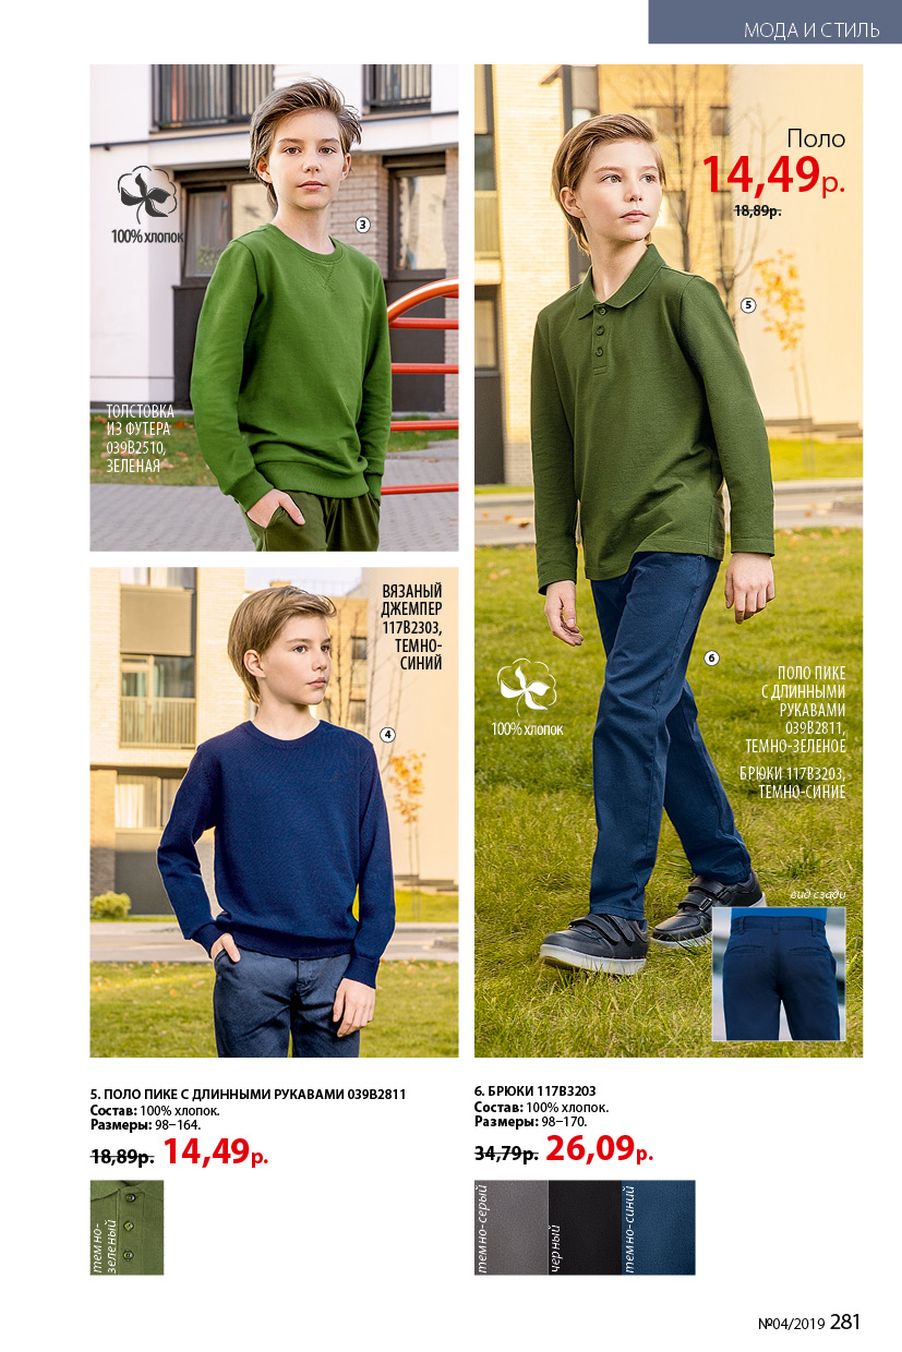 МОДА И СТИЛЬ
100% хлопок
3
ТОЛСТОВКА
ИЗ ФУТЕРА
039B2510,
ЗЕЛЕНАЯ
Поло
14,49р.
18,89р.
5
ВЯЗАНЫЙ
ДЖЕМПЕР
117B2303,
ТЕМНО-
СИНИЙ
4
6
100% хлопок
ПОЛО ПИКЕ
С ДЛИННЫМИ
РУКАВАМИ
039B2811,
ТЕМНО-ЗЕЛЕНОЕ
БРЮКИ 117B3203,
ТЕМНО-СИНИЕ
вид сзади
5. ПОЛО ПИКЕ С ДЛИННЫМИ РУКАВАМИ 039B2811
Состав: 100% хлопок.
Размеры: 98–164.
18,89р. 14,49р.
темно-
зеленый
6. БРЮКИ 117B3203
Состав: 100% хлопок.
Размеры: 98–170.
34,79р. 26,09р.
темно-серый
черный
темно-синий
№04/2019 281